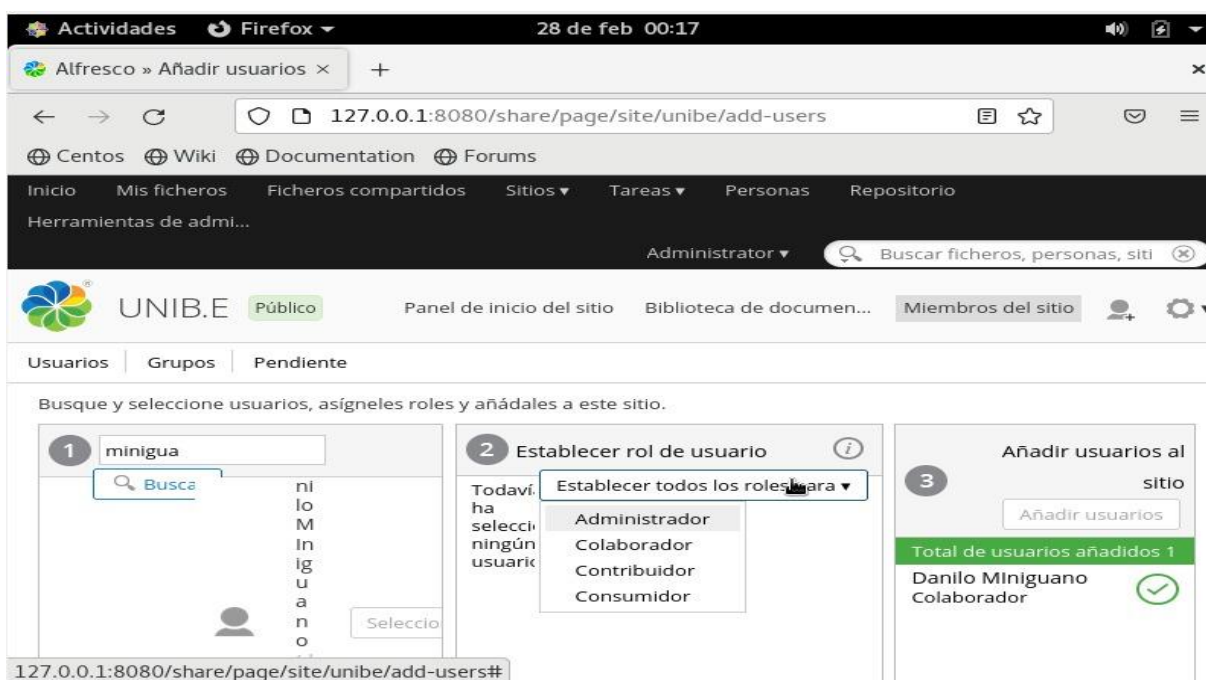 Actividades Firefox 28 de feb 00:17
Alfresco » Añadir usuarios × +
127.0.0.1:8080/share/page/site/unibe/add-users
Centos Wiki Documentation Forums
Inicio Mis ficheros Ficheros compartidos Sitios Tareas Personas Repositorio
Herramientas de admi...
Administrator Buscar ficheros, personas, siti
UNIB.E Público Panel de inicio del sitio Biblioteca de documen... Miembros del sitio
Usuarios Grupos Pendiente
Busque y seleccione usuarios, asígneles roles y añádales a este sitio.
1 minigua
Busca
ni
lo
M
In
ig
u
a
n
o
Seleccio
2 Establecer rol de usuario
Establecer todos los roles ara
Todaví
ha
selecci
ningún
usuario
Administrador
Colaborador
Contribuidor
Consumidor
3 Añadir usuarios al
sitio
Añadir usuarios
Total de usuarios añadidos 1
Danilo MIniguano
Colaborador
127.0.0.1:8080/share/page/site/unibe/add-users#